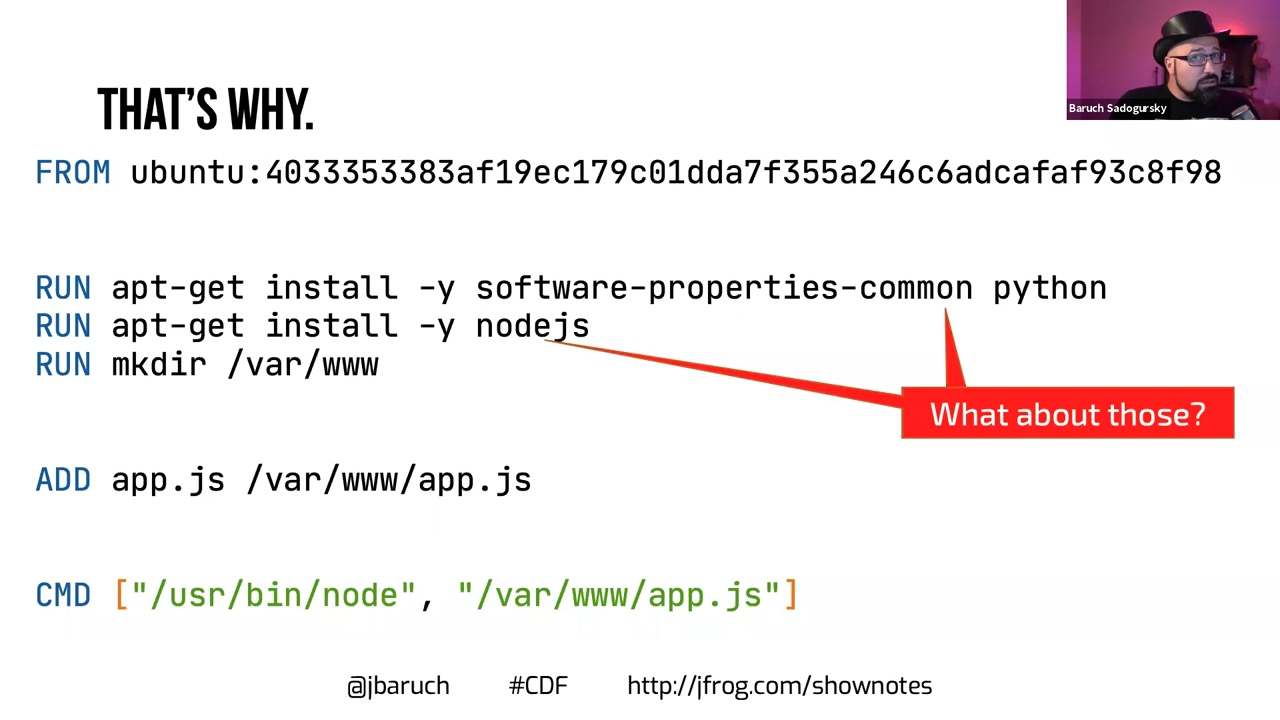 Baruch Sadogursky
THAT'S WHY.
FROM ubuntu:4033353383af19ec179c01dda7f355a246c6adcafaf93c8f98
RUN apt-get install -y software-properties-common python
RUN apt-get install -y nodejs
RUN mkdir /var/www
What about those?
ADD app.js /var/www/app.js
CMD ["/usr/bin/node", "/var/www/app.js"]
@jbaruch #CDF http://jfrog.com/shownotes